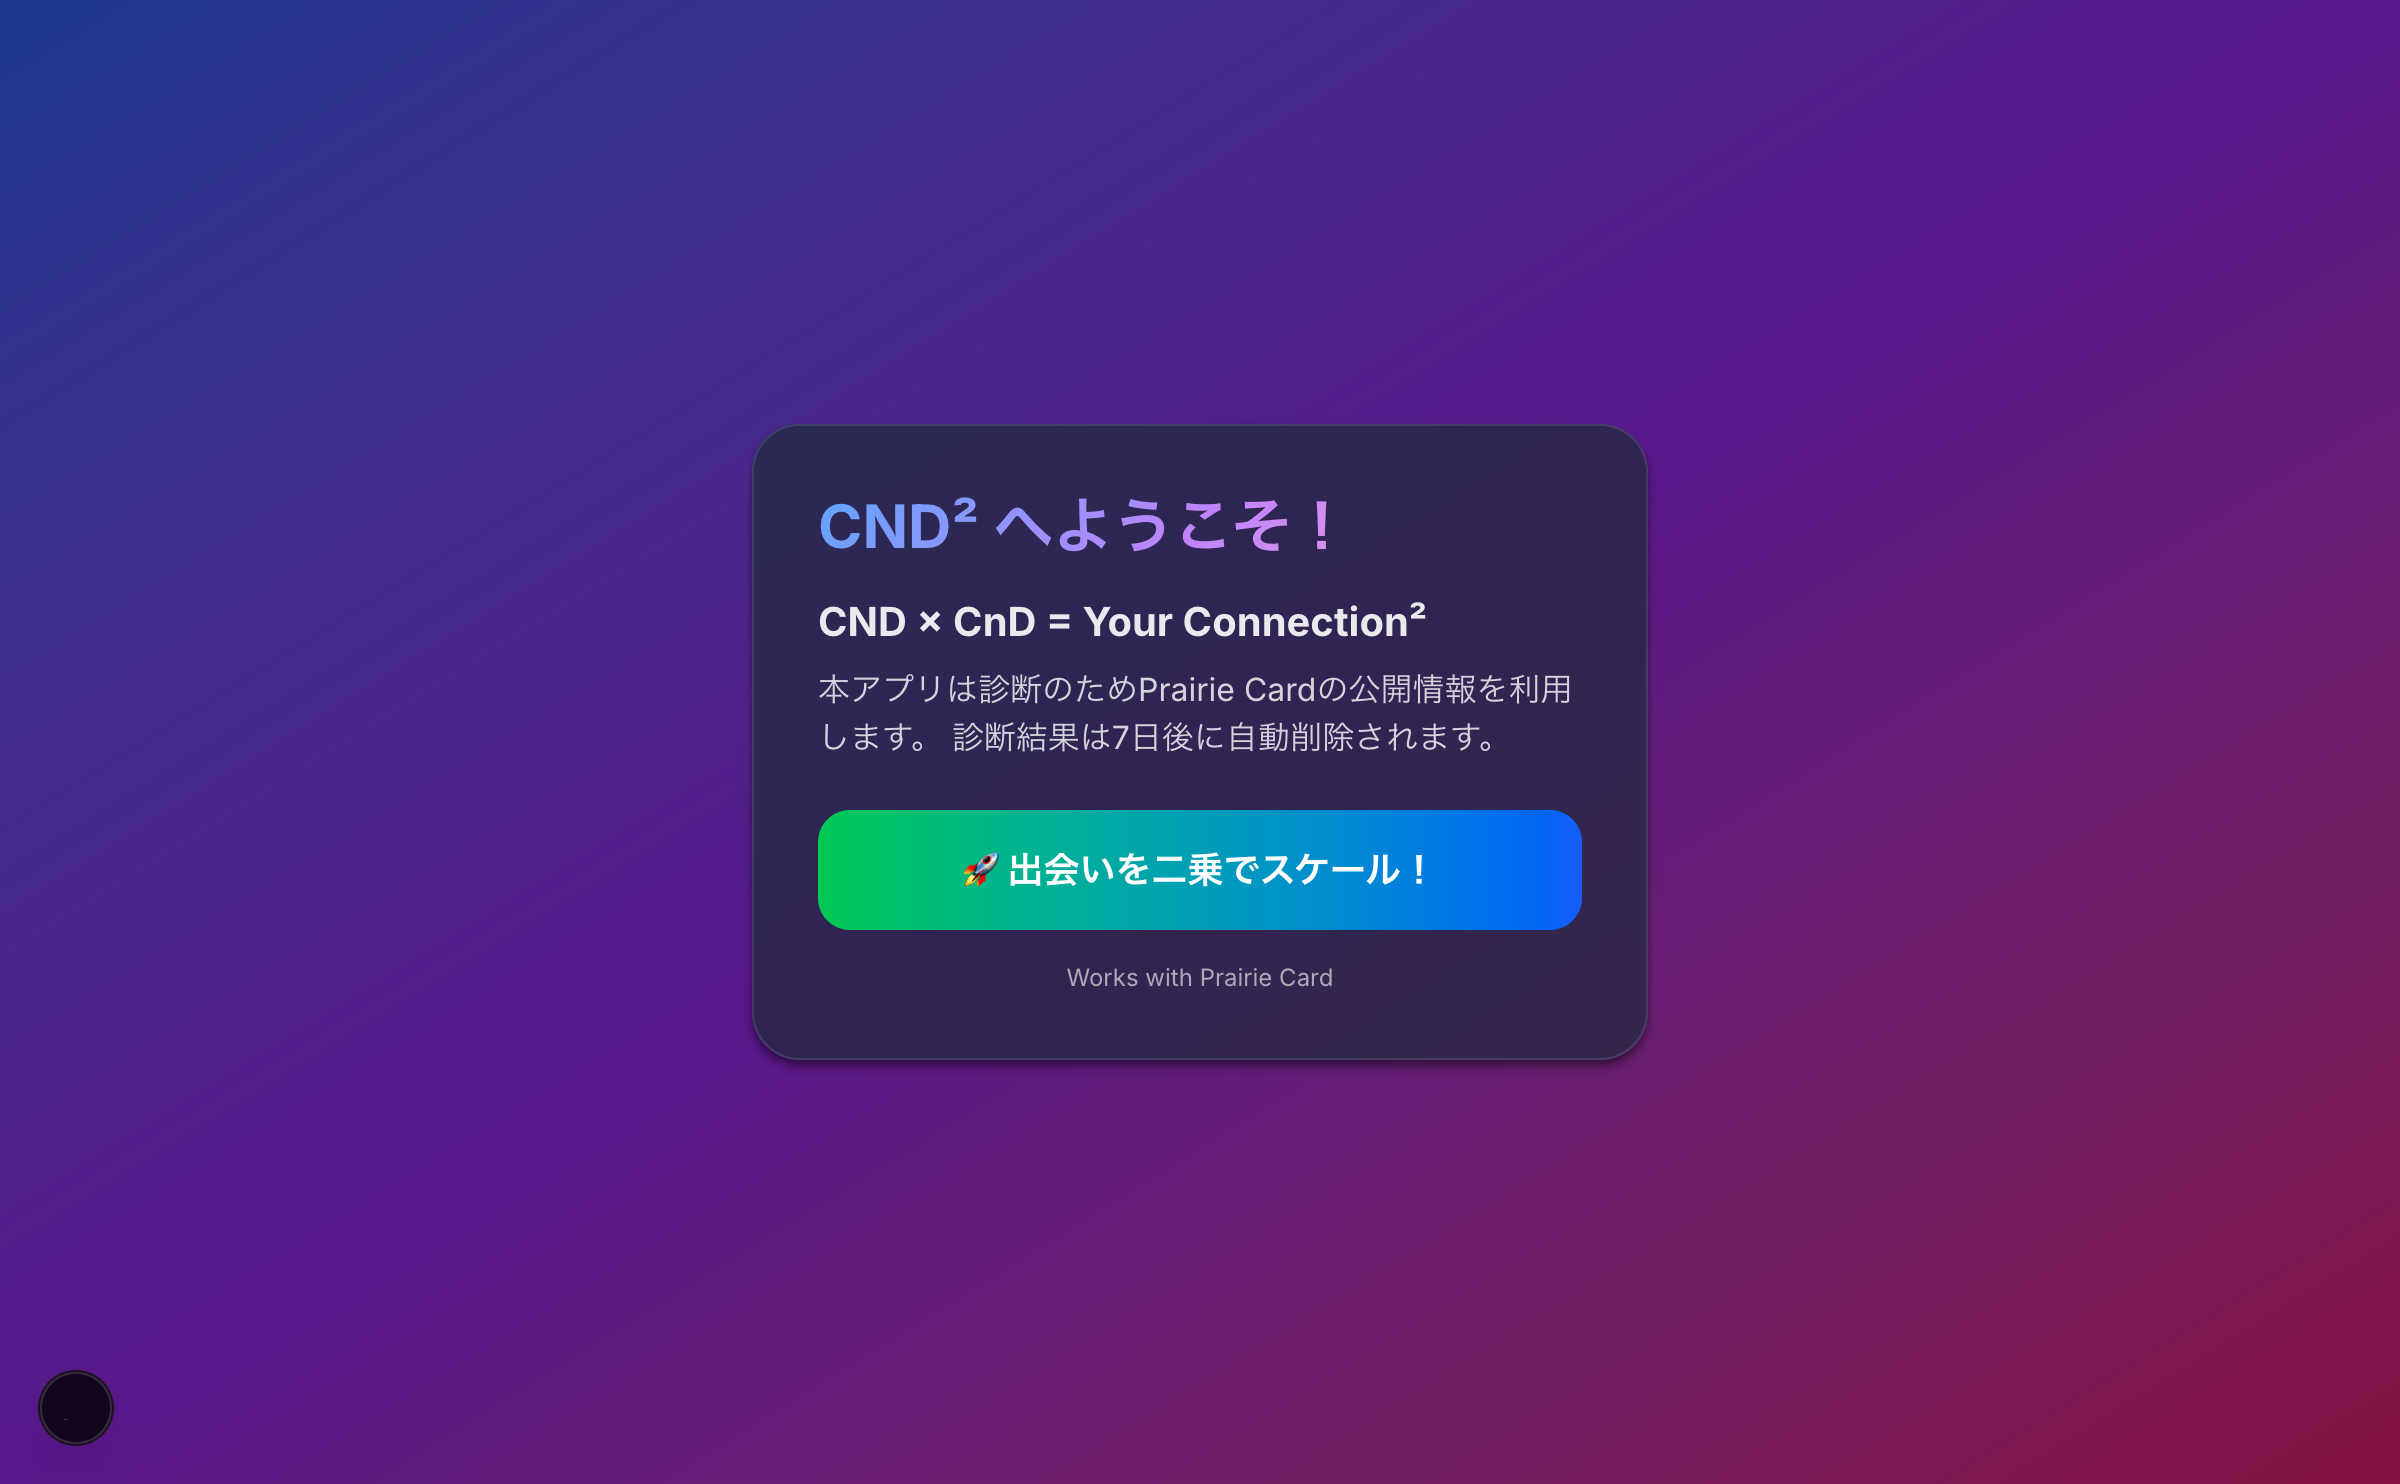 CND² へようこそ！
CND × CnD = Your Connection²
本アプリは診断のためPrairie Cardの公開情報を利用
します。 診断結果は7日後に自動削除されます。
🚀 出会いを二乗でスケール！
Works with Prairie Card